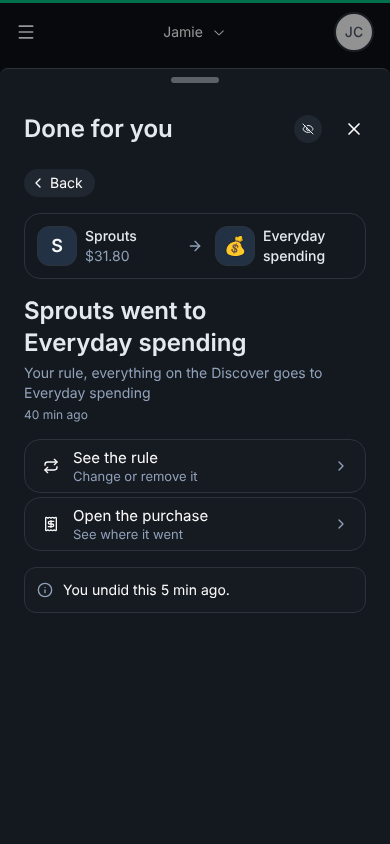 Jamie
JC
Done for you
Back
S
Sprouts
$31.80
Everyday
spending
Sprouts went to
Everyday spending
Your rule, everything on the Discover goes to
Everyday spending
40 min ago
See the rule
Change or remove it
Open the purchase
See where it went
You undid this 5 min ago.